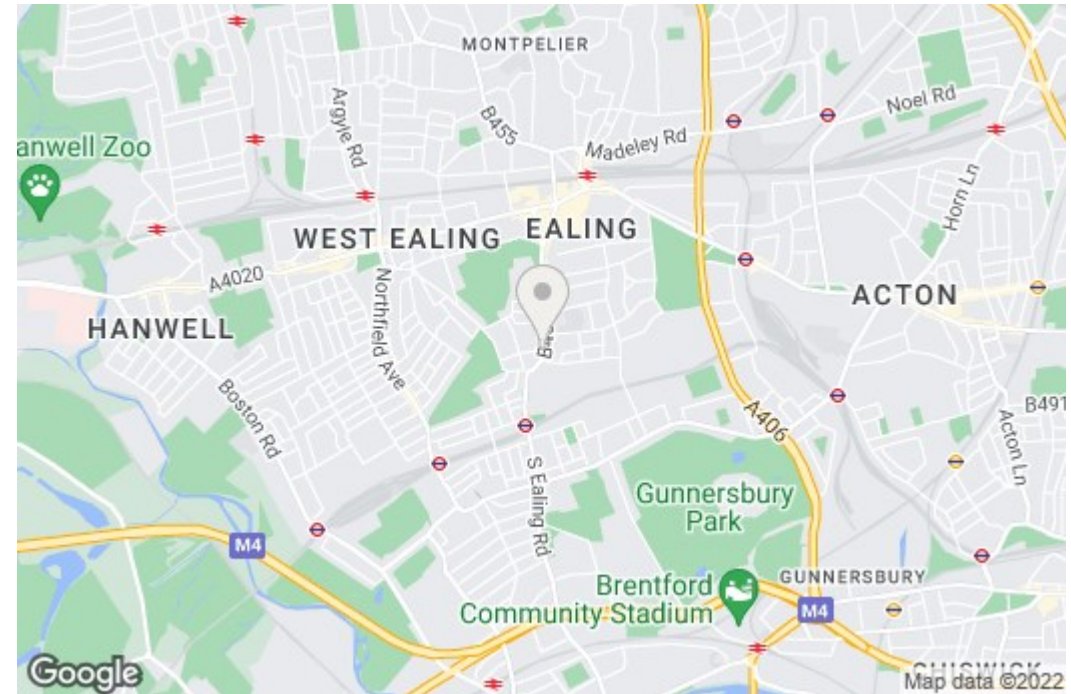 MONTPELIER
Noel Rd
Argyle Rd
B455
Madeley Rd
anwell Zoo
Horn Ln
WEST EALING
EALING
A4020
Northfield Ave
ACTON
HANWELL
Boston Rd
A406
B491
Acton Ln
S Ealing Rd
Gunnersbury
Park
M4
Brentford
Community Stadium
GUNNERSBURY
M4
CHISWICK
Google
Map data ©2022